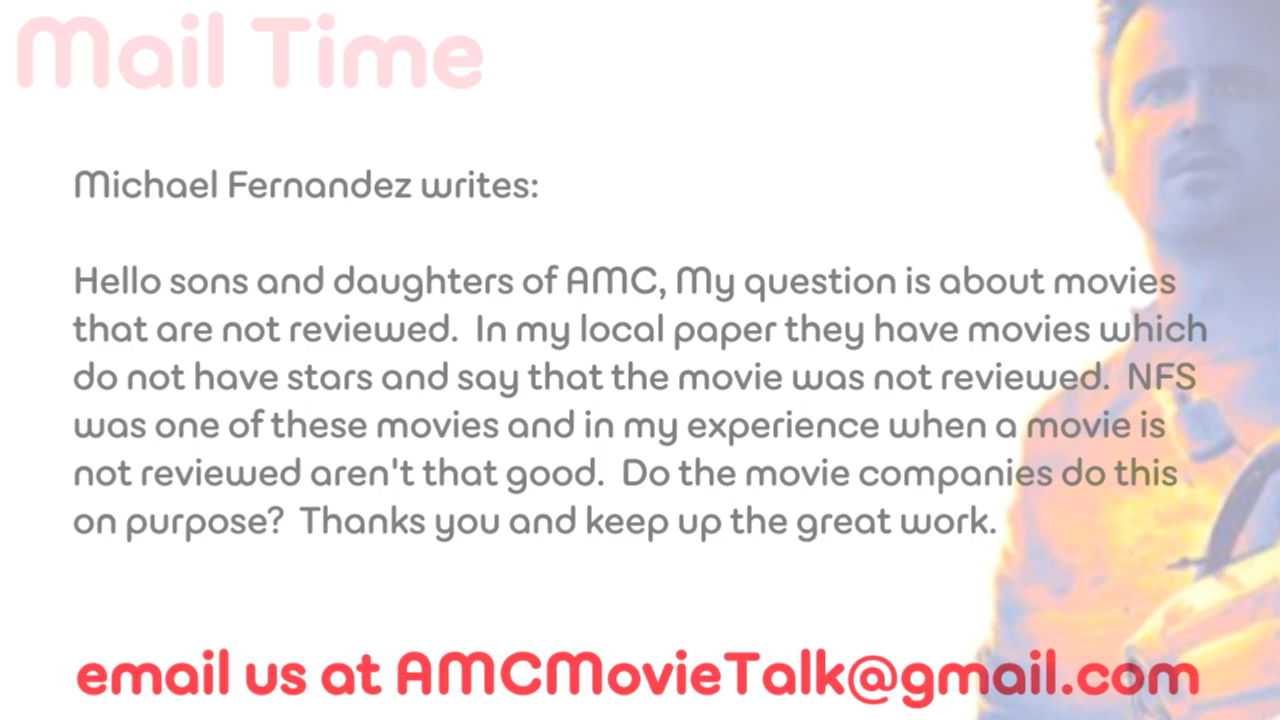 Mail Time
Michael Fernandez writes:
Hello sons and daughters of AMC, My question is about movies
that are not reviewed.  In my local paper they have movies which
do not have stars and say that the movie was not reviewed.  NFS
was one of these movies and in my experience when a movie is
not reviewed aren't that good.  Do the movie companies do this
on purpose?  Thanks you and keep up the great work.
email us at AMCMovieTalk@gmail.com